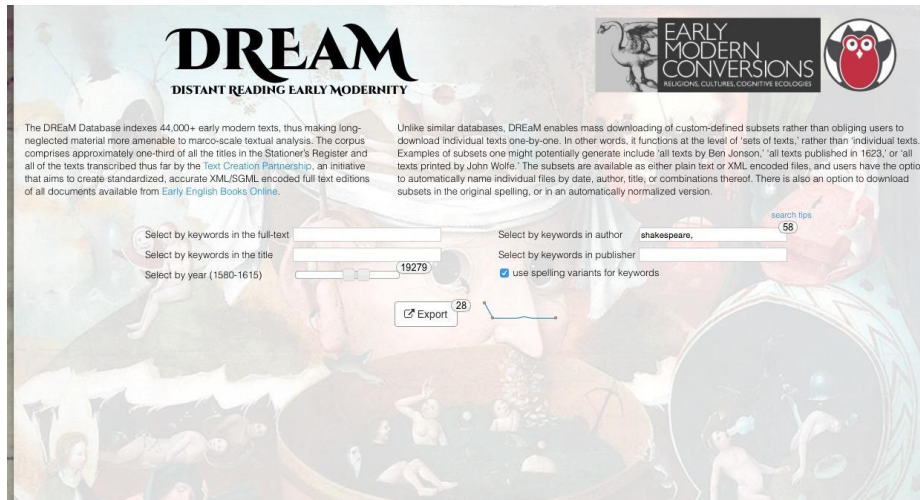 DREAM
DISTANT READING EARLY MODERNITY
EARLY
MODERN
CONVERSIONS
RELIGIONS, CULTURES, COGNITIVE ECOLOGIES
The DREaM Database indexes 44,000+ early modern texts, thus making long-
neglected material more amenable to marco-scale textual analysis. The corpus
comprises approximately one-third of all the titles in the Stationer's Register and
all of the texts transcribed thus far by the Text Creation Partnership, an initiative
that aims to create standardized, accurate XML/SGML encoded full text editions
of all documents available from Early English Books Online.
Unlike similar databases, DREaM enables mass downloading of custom-defined subsets rather than obliging users to
download individual texts one-by-one. In other words, it functions at the level of 'sets of texts,' rather than 'individual texts.'
Examples of subsets one might potentially generate include 'all texts by Ben Jonson,' 'all texts published in 1623,' or 'all
texts printed by John Wolfe.' The subsets are available as either plain text or XML encoded files, and users have the optio
to automatically name individual files by date, author, title, or combinations thereof. There is also an option to download
subsets in the original spelling, or in an automatically normalized version.
search tips
Select by keywords in the full-text
Select by keywords in author shakespeare, 58
Select by keywords in the title
Select by keywords in publisher
Select by year (1580-1615) 19279
use spelling variants for keywords
Export 28